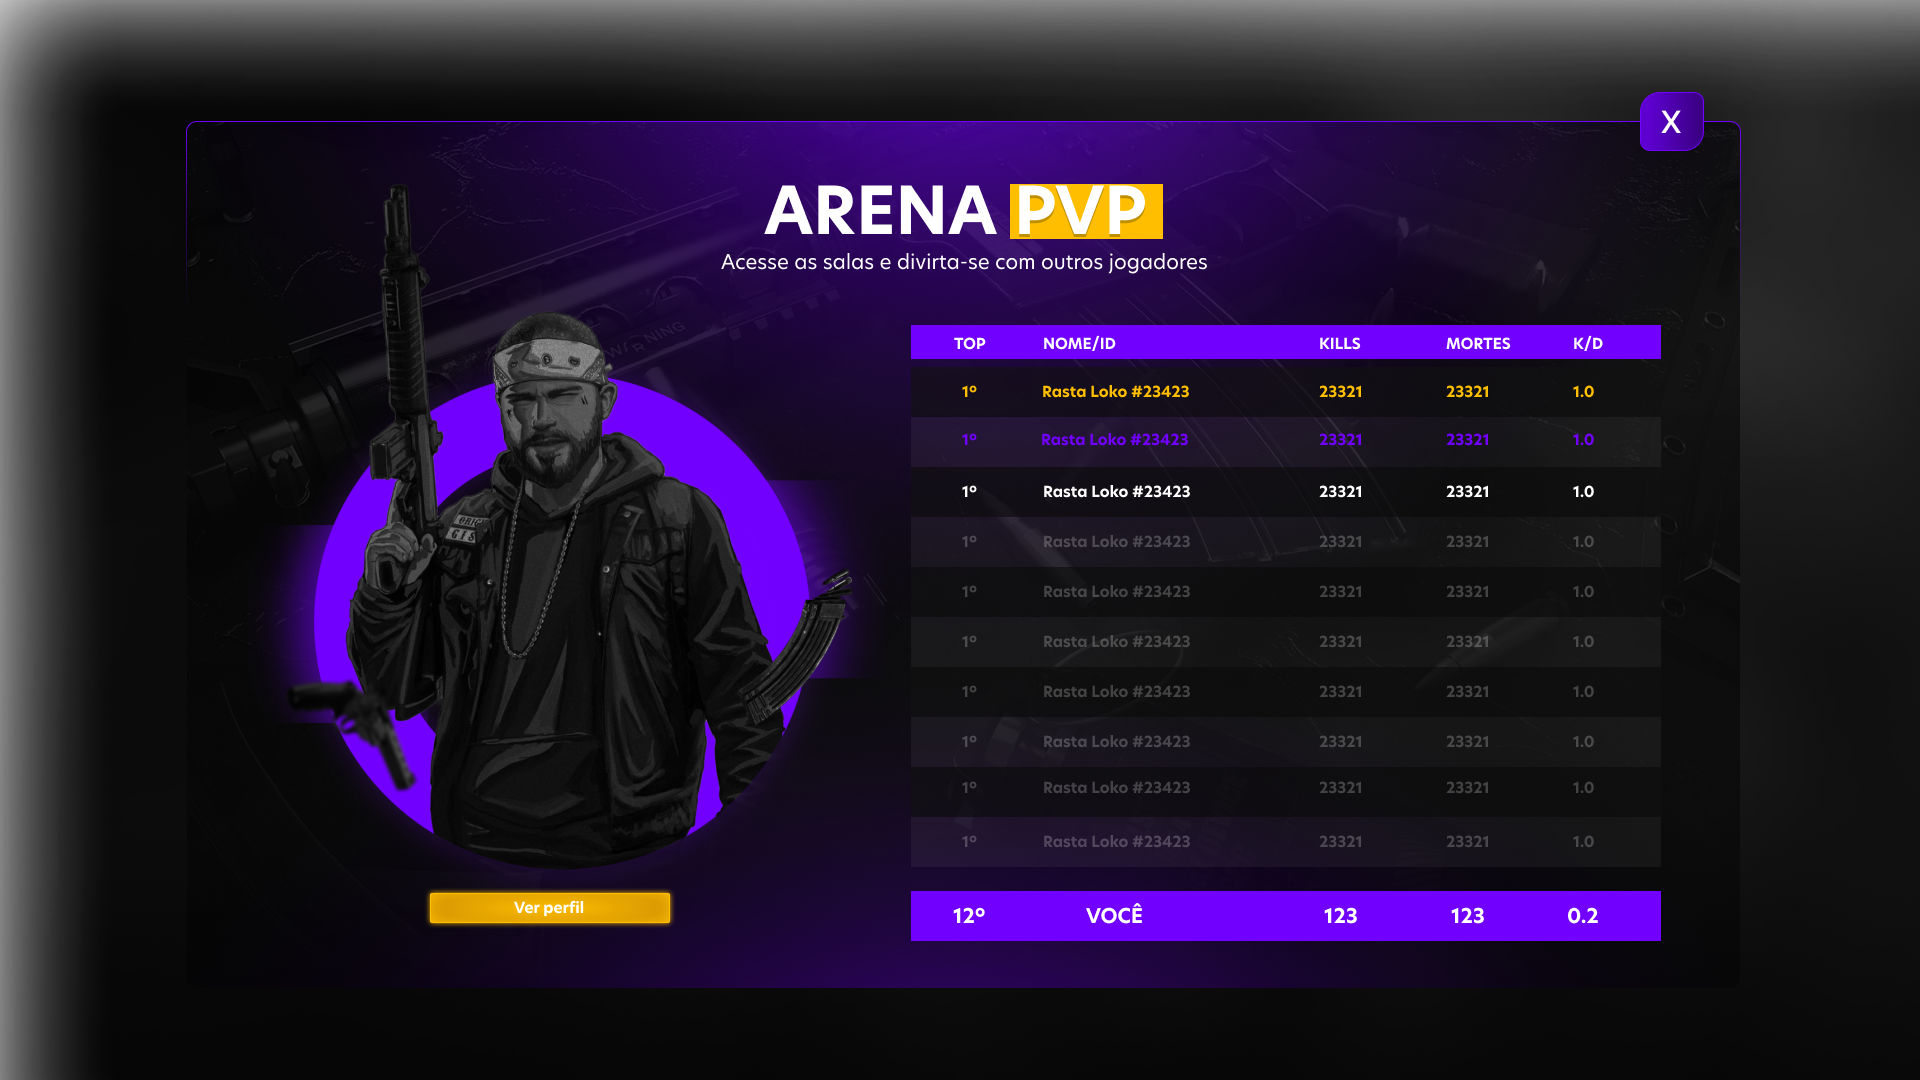 X
ARENA PVP
Acesse as salas e divirta-se com outros jogadores
WARNING
ORIG
GTS
TOP NOME/ID KILLS MORTES K/D
1º Rasta Loko #23423 23321 23321 1.0
1º Rasta Loko #23423 23321 23321 1.0
1º Rasta Loko #23423 23321 23321 1.0
1º Rasta Loko #23423 23321 23321 1.0
1º Rasta Loko #23423 23321 23321 1.0
1º Rasta Loko #23423 23321 23321 1.0
1º Rasta Loko #23423 23321 23321 1.0
1º Rasta Loko #23423 23321 23321 1.0
1º Rasta Loko #23423 23321 23321 1.0
1º Rasta Loko #23423 23321 23321 1.0
Ver perfil
12º VOCÊ 123 123 0.2